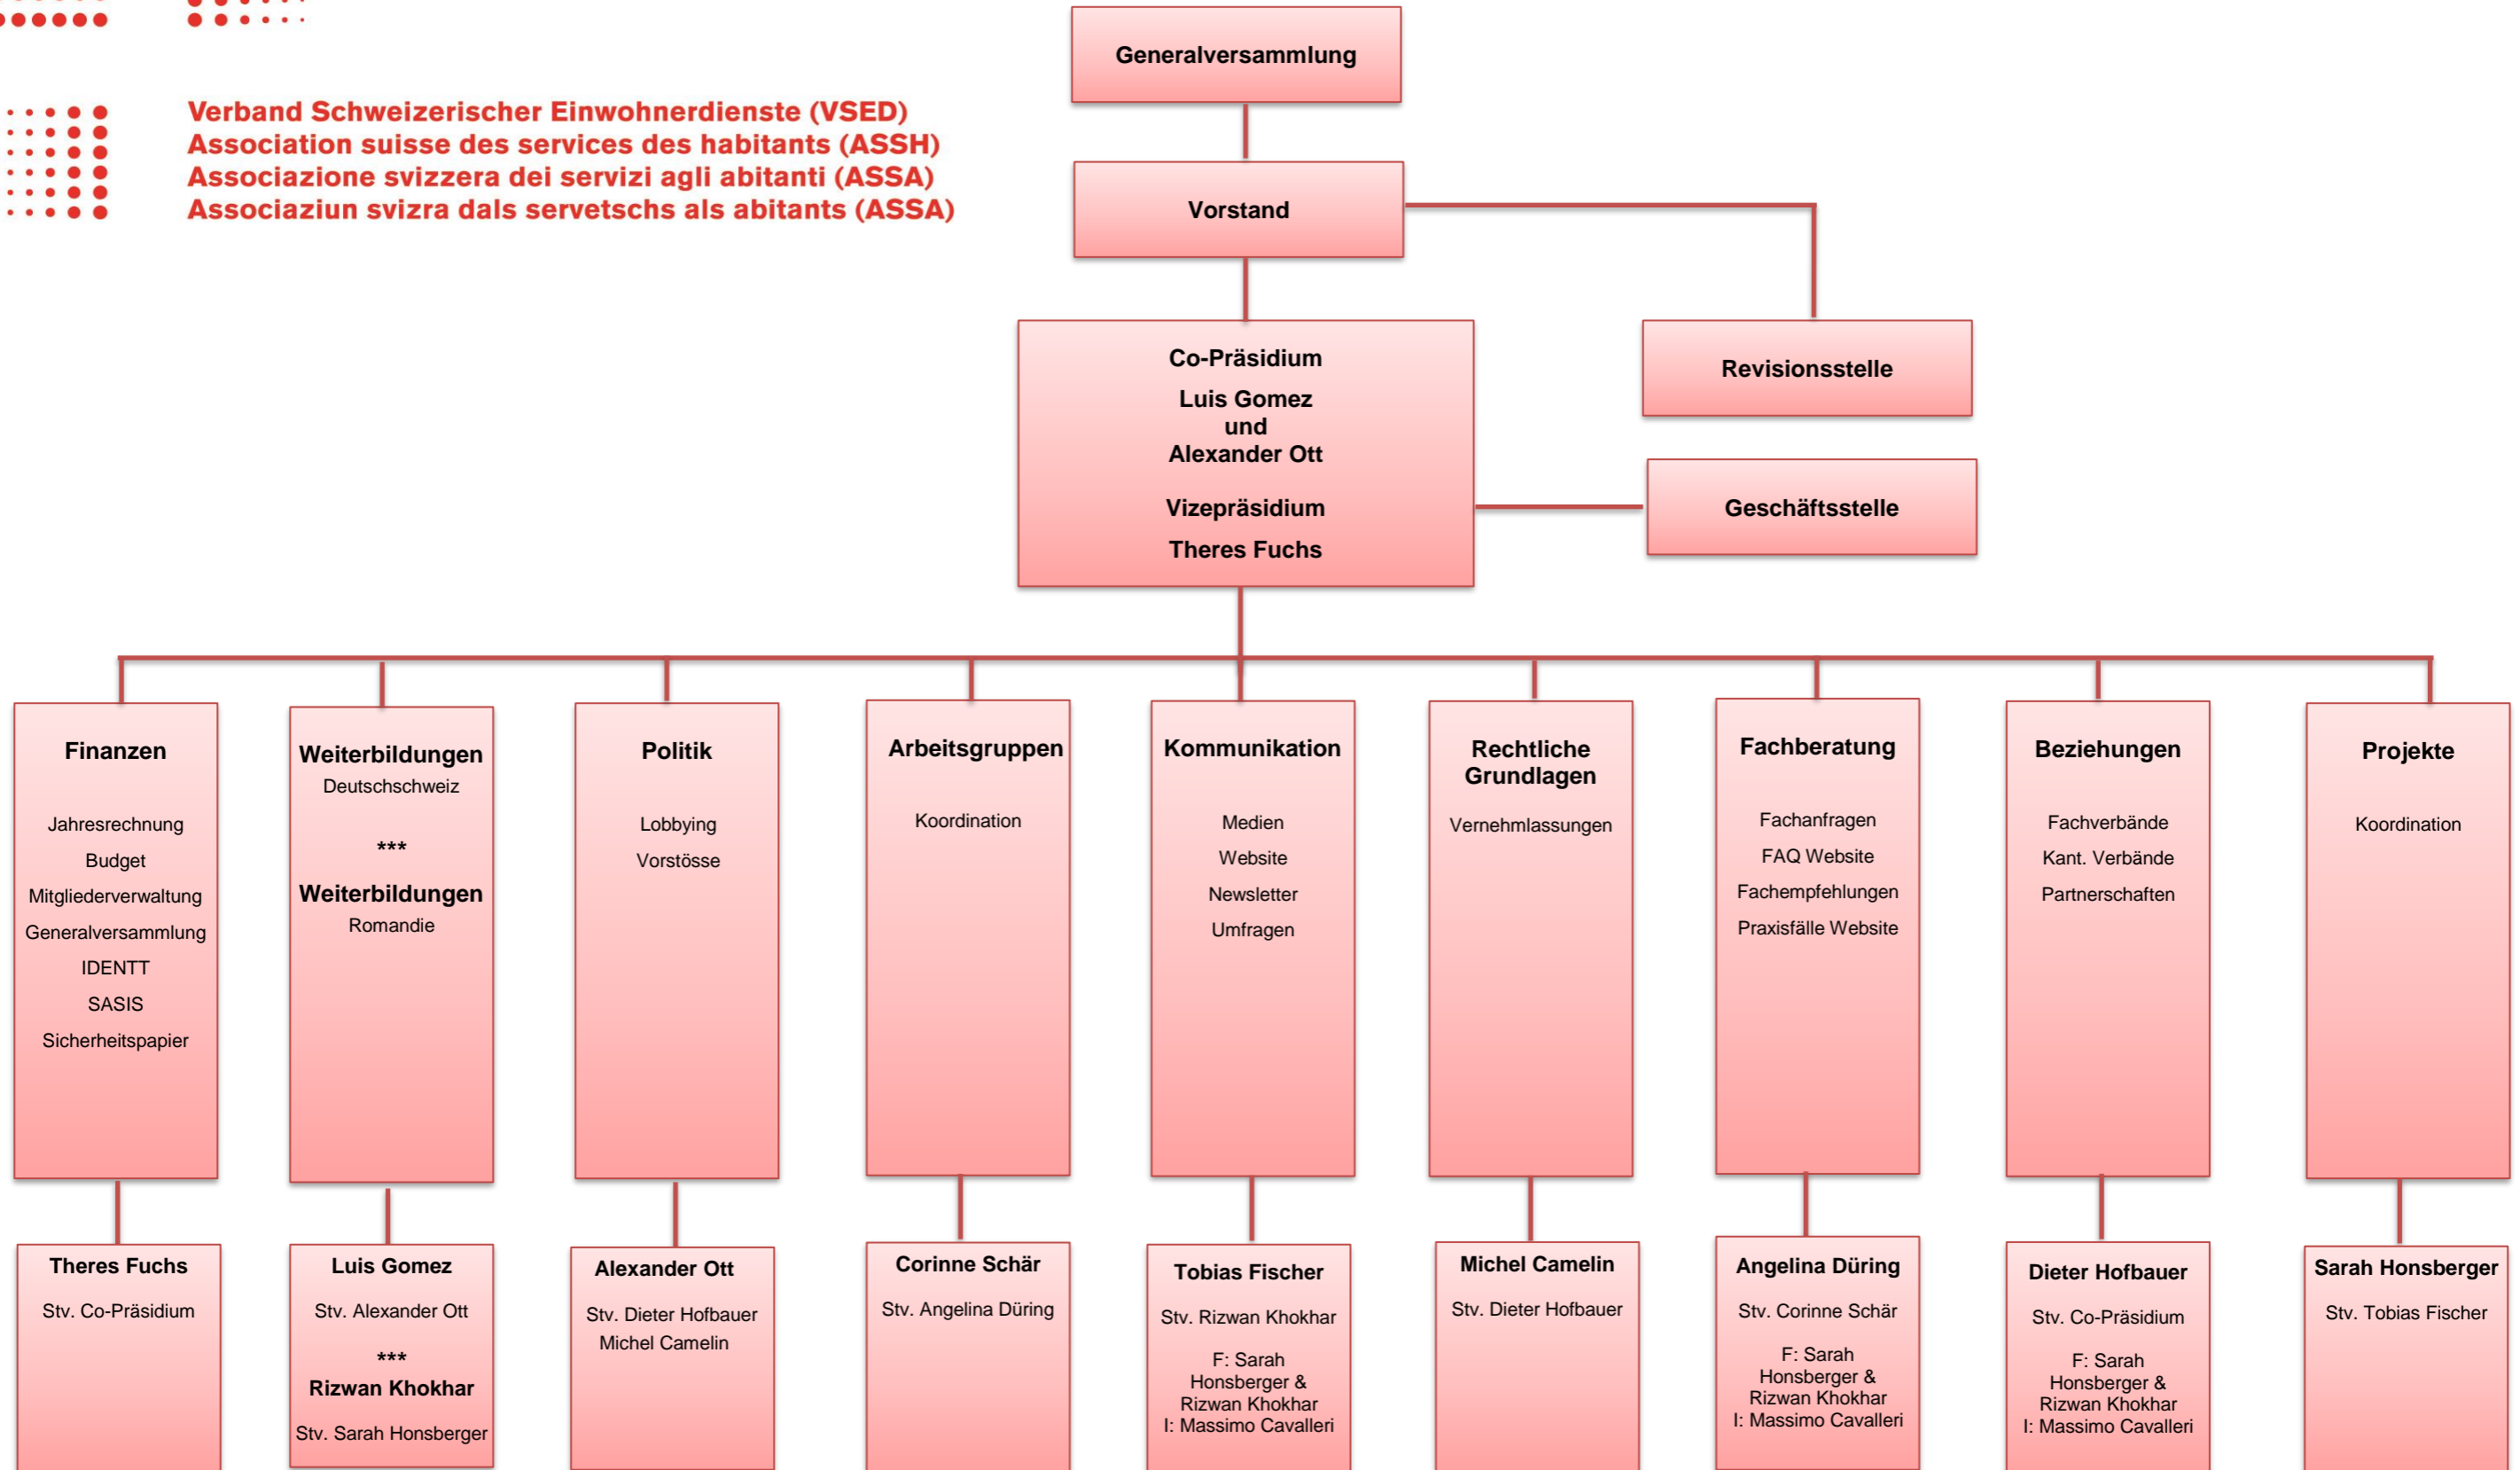 Verband Schweizerischer Einwohnerdienste (VSED)
Association suisse des services des habitants (ASSH)
Associazione svizzera dei servizi agli abitanti (ASSA)
Associaziun svizra dals servetschs als abitants (ASSA)
Generalversammlung
Vorstand
Co-Präsidium
Luis Gomez
und
Alexander Ott
Vizepräsidium
Theres Fuchs
Revisionsstelle
Geschäftsstelle
Finanzen
Jahresrechnung
Budget
Mitgliederverwaltung
Generalversammlung
IDENTT
SASIS
Sicherheitspapier
Weiterbildungen
Deutschschweiz
***
Weiterbildungen
Romandie
Politik
Lobbying
Vorstösse
Arbeitsgruppen
Koordination
Kommunikation
Medien
Website
Newsletter
Umfragen
Rechtliche
Grundlagen
Vernehmlassungen
Fachberatung
Fachanfragen
FAQ Website
Fachempfehlungen
Praxisfälle Website
Beziehungen
Fachverbände
Kant. Verbände
Partnerschaften
Projekte
Koordination
Theres Fuchs
Stv. Co-Präsidium
Luis Gomez
Stv. Alexander Ott
***
Rizwan Khokhar
Stv. Sarah Honsberger
Alexander Ott
Stv. Dieter Hofbauer
Michel Camelin
Corinne Schär
Stv. Angelina Düring
Tobias Fischer
Stv. Rizwan Khokhar
F: Sarah
Honsberger &
Rizwan Khokhar
I: Massimo Cavalleri
Michel Camelin
Stv. Dieter Hofbauer
Angelina Düring
Stv. Corinne Schär
F: Sarah
Honsberger &
Rizwan Khokhar
I: Massimo Cavalleri
Dieter Hofbauer
Stv. Co-Präsidium
F: Sarah
Honsberger &
Rizwan Khokhar
I: Massimo Cavalleri
Sarah Honsberger
Stv. Tobias Fischer